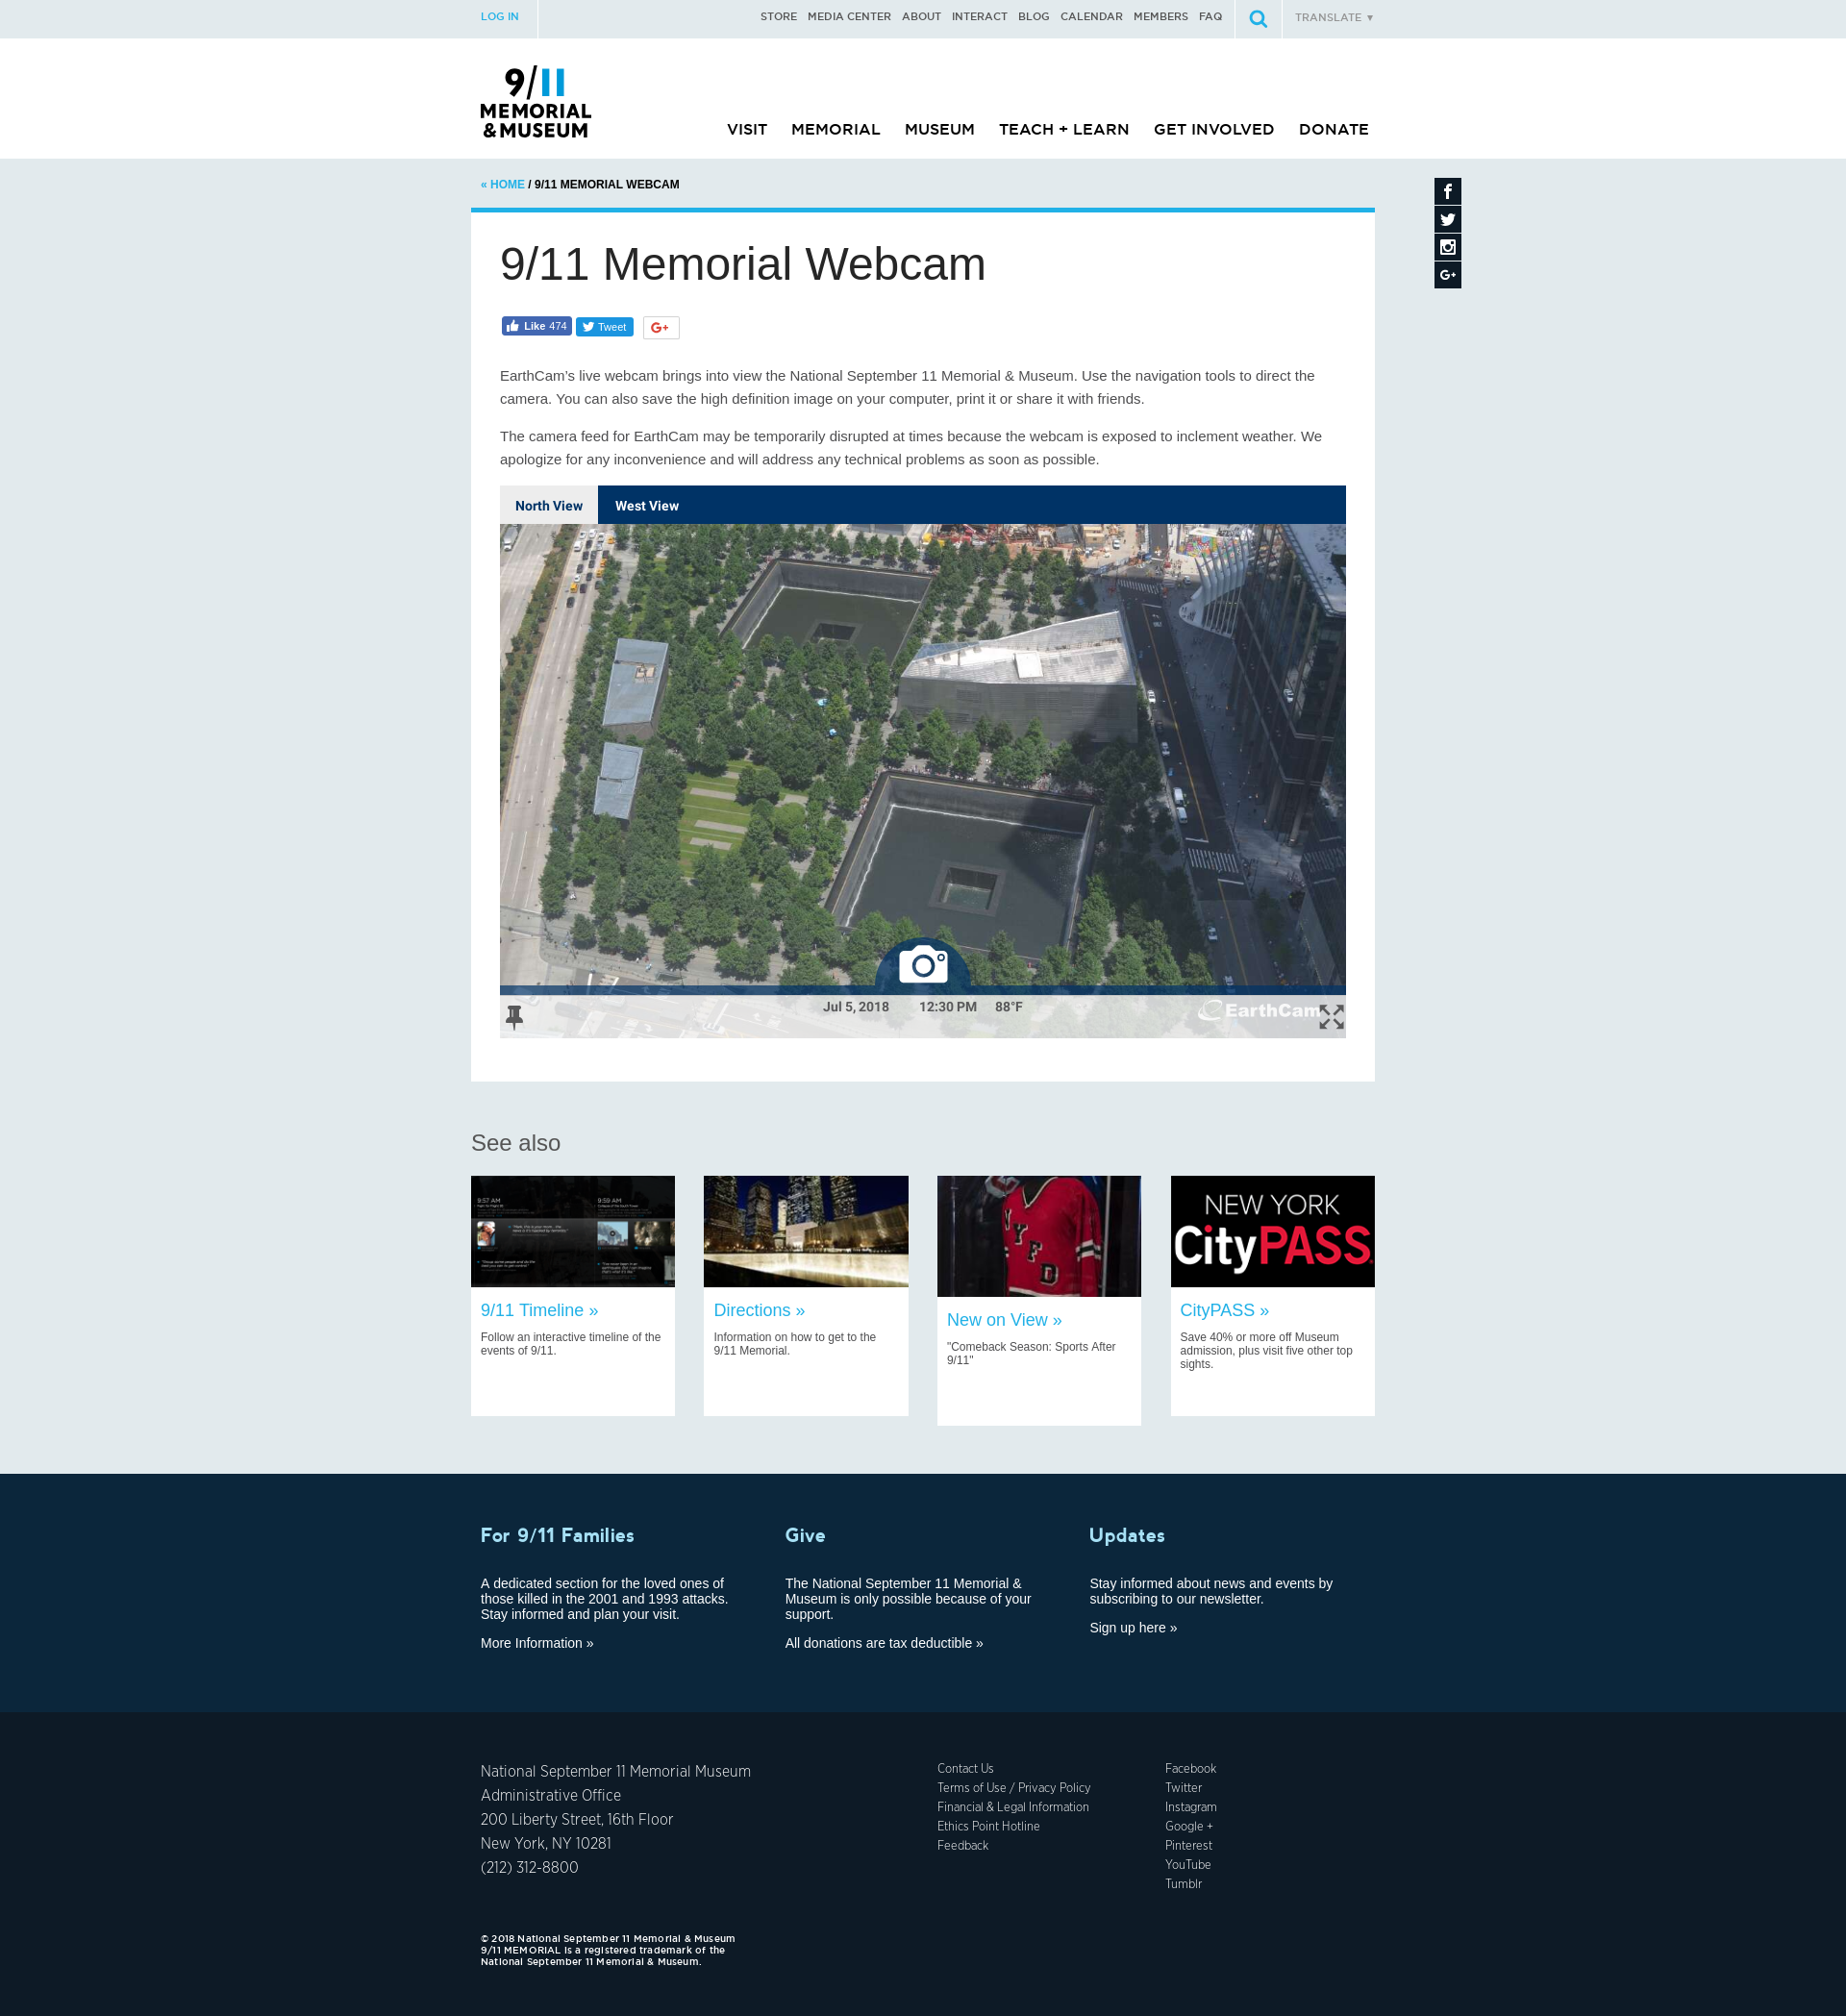 LOG IN
STORE MEDIA CENTER ABOUT INTERACT BLOG CALENDAR MEMBERS FAQ
TRANSLATE ▼
9/11
MEMORIAL
& MUSEUM
VISIT MEMORIAL MUSEUM TEACH + LEARN GET INVOLVED DONATE
« HOME / 9/11 MEMORIAL WEBCAM
9/11 Memorial Webcam
Like 474
Tweet
G+
EarthCam's live webcam brings into view the National September 11 Memorial & Museum. Use the navigation tools to direct the
camera. You can also save the high definition image on your computer, print it or share it with friends.
The camera feed for EarthCam may be temporarily disrupted at times because the webcam is exposed to inclement weather. We
apologize for any inconvenience and will address any technical problems as soon as possible.
North View West View
Jul 5, 2018 12:30 PM 88°F
EarthCam
See also
9:57 AM
9:59 AM
NYFD
NEW YORK
CityPASS
9/11 Timeline »
Follow an interactive timeline of the
events of 9/11.
Directions »
Information on how to get to the
9/11 Memorial.
New on View »
"Comeback Season: Sports After
9/11"
CityPASS »
Save 40% or more off Museum
admission, plus visit five other top
sights.
For 9/11 Families
A dedicated section for the loved ones of
those killed in the 2001 and 1993 attacks.
Stay informed and plan your visit.
More Information »
Give
The National September 11 Memorial &
Museum is only possible because of your
support.
All donations are tax deductible »
Updates
Stay informed about news and events by
subscribing to our newsletter.
Sign up here »
National September 11 Memorial Museum
Administrative Office
200 Liberty Street, 16th Floor
New York, NY 10281
(212) 312-8800
Contact Us
Terms of Use / Privacy Policy
Financial & Legal Information
Ethics Point Hotline
Feedback
Facebook
Twitter
Instagram
Google +
Pinterest
YouTube
Tumblr
© 2018 National September 11 Memorial & Museum
9/11 MEMORIAL is a registered trademark of the
National September 11 Memorial & Museum.